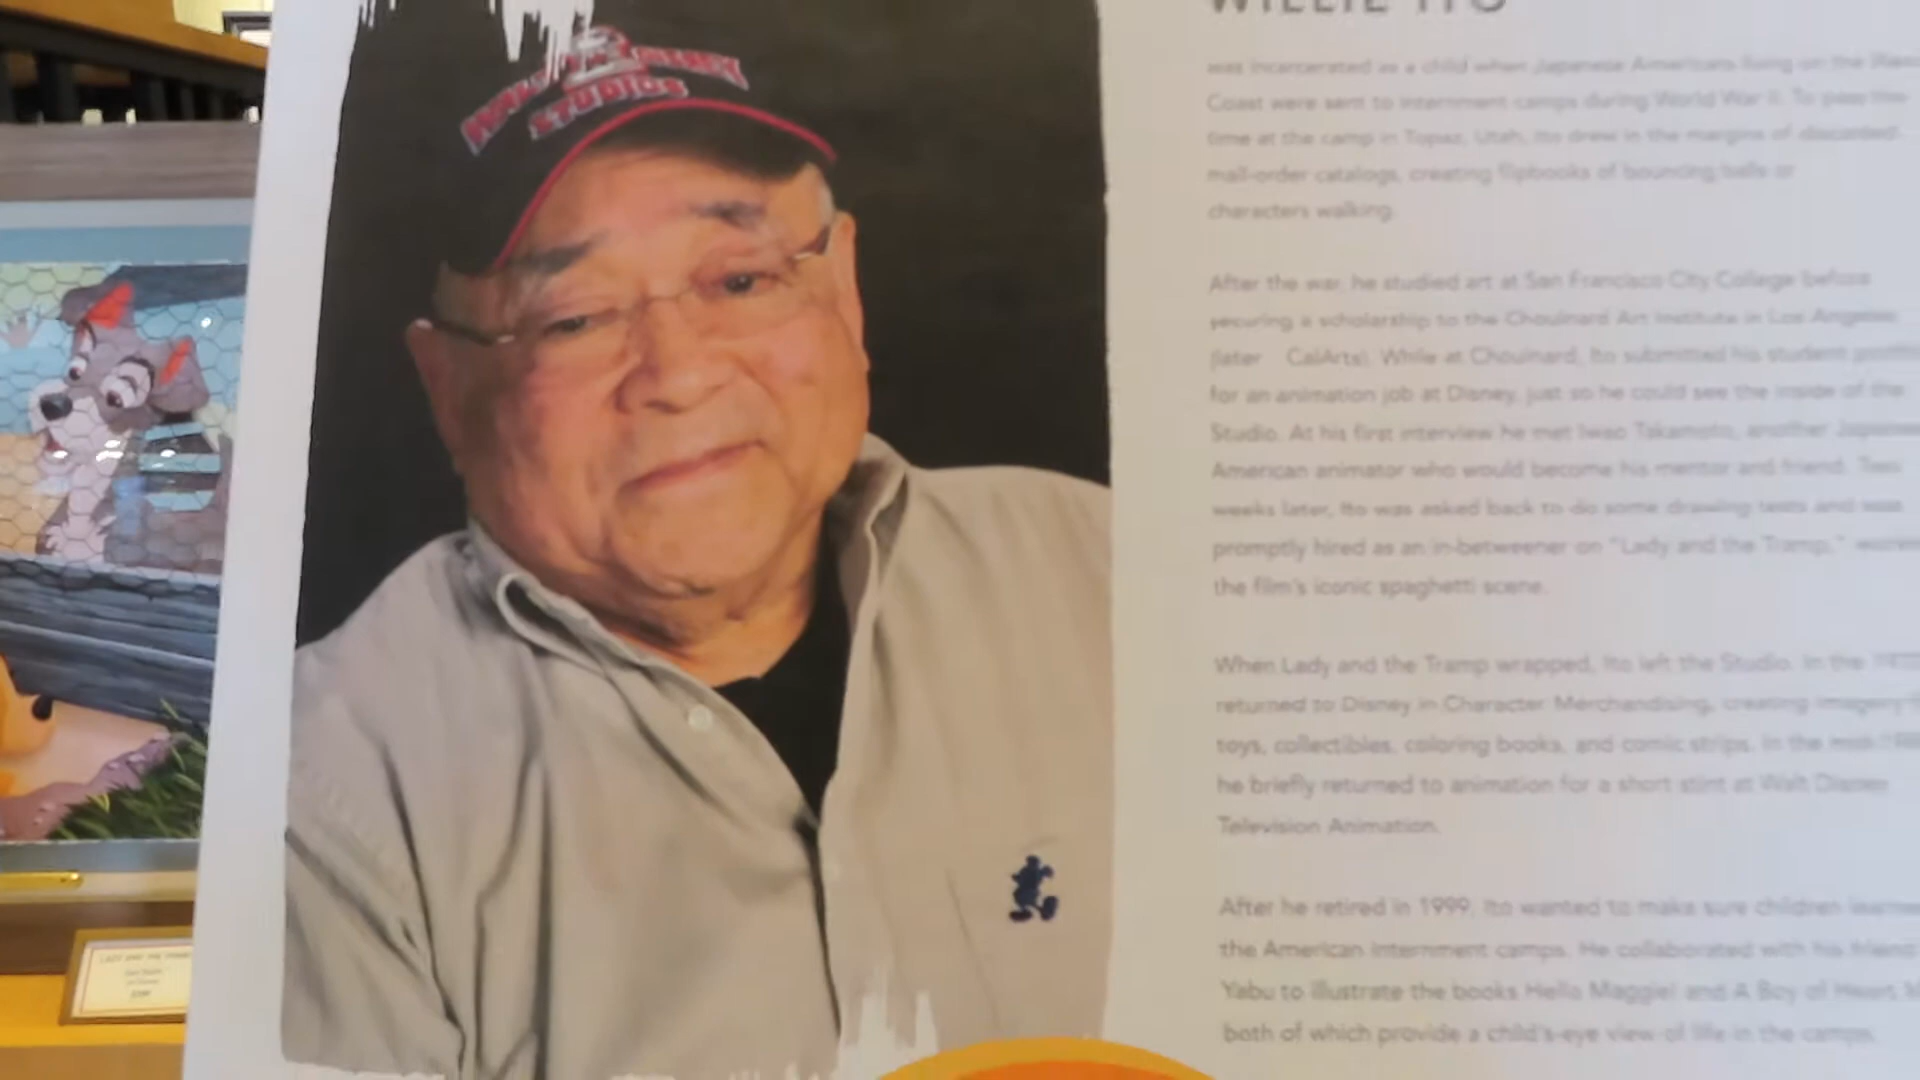 WILLIE ITO
WALT DISNEY
STUDIOS
was incarcerated as a child when Japanese Americans living on the West
Coast were sent to internment camps during World War II. To pass the
time at the camp in Topaz, Utah, Ito drew in the margins of discarded
mail-order catalogs, creating flipbooks of bouncing balls or
characters walking.
After the war, he studied art at San Francisco City College before
securing a scholarship to the Chouinard Art Institute in Los Angeles
(later CalArts). While at Chouinard, Ito submitted his student
for an animation job at Disney, just so he could see the inside of the
Studio. At his first interview he met Iwao Takamoto, another
American animator who would become his mentor and friend. Two
weeks later, Ito was asked back to do some drawing tests and was
promptly hired as an in-betweener on "Lady and the Tramp,"
the film's iconic spaghetti scene.
When Lady and the Tramp wrapped, Ito left the Studio. In the
returned to Disney in Character Merchandising, creating imagery
toys, collectibles, coloring books, and comic strips. In the
he briefly returned to animation for a short stint at Walt Disney
Television Animation.
After he retired in 1999, Ito wanted to make sure children
the American internment camps. He collaborated with his friend
Yabu to illustrate the books Hello Maggie! and A Boy of Heart
both of which provide a child's-eye view of life in the camps.